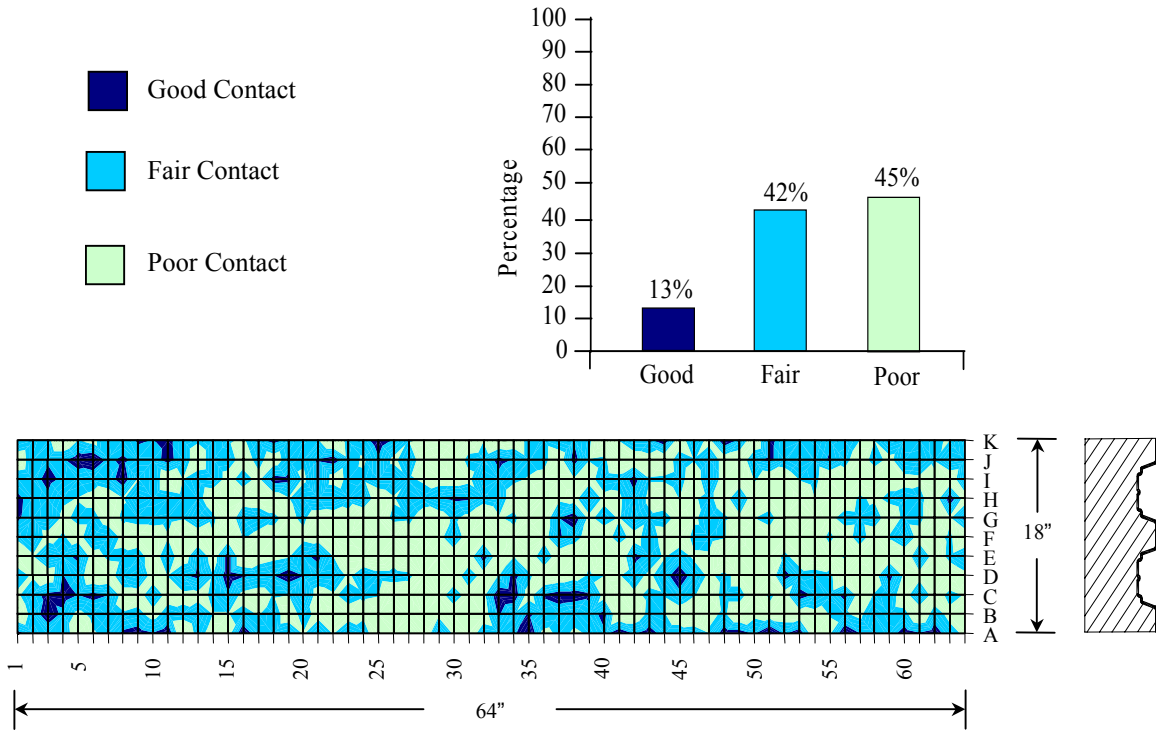 Good Contact
Fair Contact
Poor Contact
Percentage
100
90
80
70
60
50
40
30
20
10
0
13%
42%
45%
Good Fair Poor
K
J
I
H
G
F
E
D
C
B
A
1 5 10 15 20 25 30 35 40 45 50 55 60
64”
18”